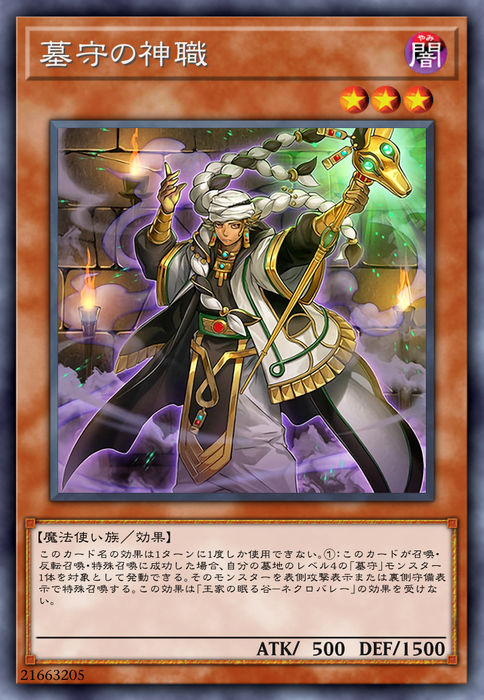 墓守の神職
やみ
闇
【魔法使い族／効果】
このカード名の効果は1ターンに1度しか使用できない。①：このカードが召喚・
反転召喚・特殊召喚に成功した場合、自分の墓地のレベル4の「墓守」モンスター
1体を対象として発動できる。そのモンスターを表側攻撃表示または裏側守備表
示で特殊召喚する。この効果は「王家の眠る谷－ネクロバレー」の効果を受けな
い。
ATK/ 500 DEF/1500
21663205